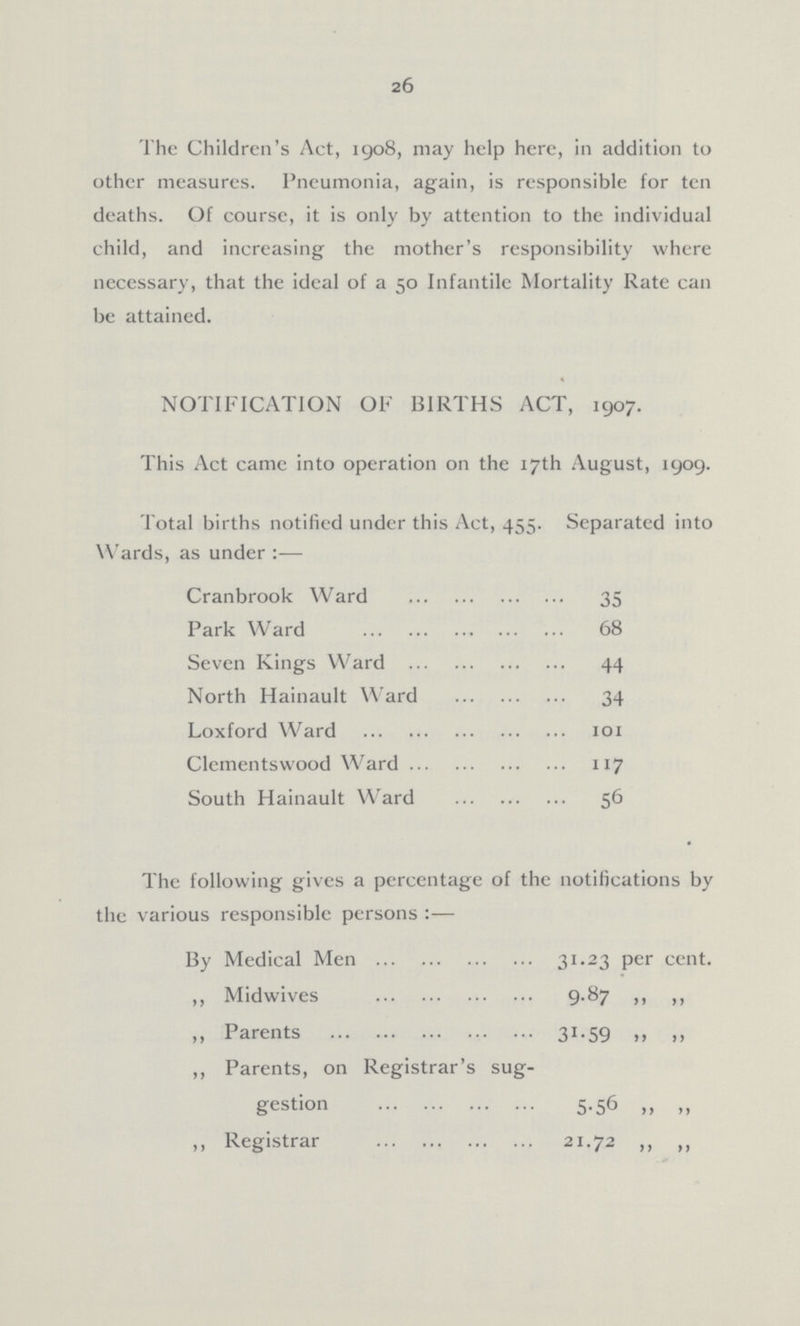 26
The Children's Act, 1908, may help here, in addition to
other measures. Pneumonia, again, is responsible for ten
deaths. Of course, it is only by attention to the individual
child, and increasing the mother's responsibility where
necessary, that the ideal of a 50 Infantile Mortality Rate can
be attained.
NOTIFICATION OF BIRTHS ACT, 1907.
This Act came into operation on the 17th August, 1909.
Total births notified under this Act, 455. Separated into
Wards, as under :—
Cranbrook Ward ... ... ... ... 35
Park Ward ... ... ... ... ... 68
Seven Kings Ward ... ... ... ... 44
North Hainault Ward ... ... ... 34
Loxford Ward ... ... ... ... ... 101
Clementswood Ward ... ... ... ... 117
South Hainault Ward ... ... ... 56
The following gives a percentage of the notifications by
the various responsible persons :—
By Medical Men ... ... ... ... 31.23 per cent.
,, Midwives ... ... ... ... 9.87 ,, ,,
,, Parents ... ... ... ... ... 31.59 ,, ,,
,, Parents, on Registrar's sug-
gestion ... ... ... ... 5.56 ,, ,,
,, Registrar ... ... ... ... 21.72 ,, ,,